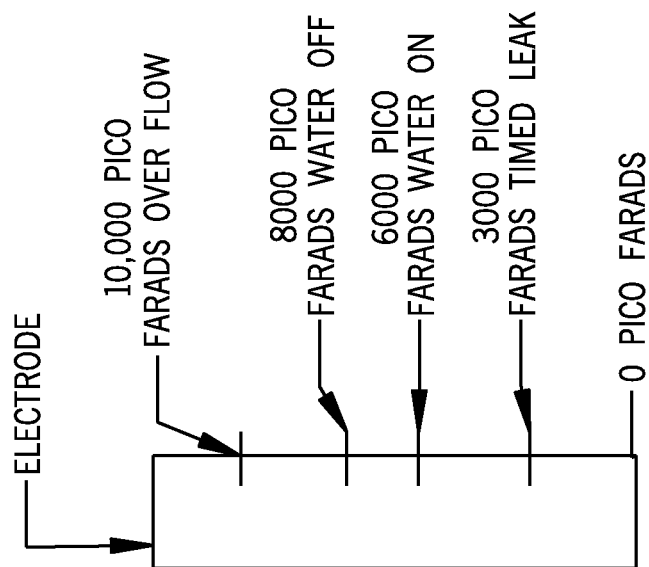 ELECTRODE
10,000 PICO
FARADS OVER FLOW
8000 PICO
FARADS WATER OFF
6000 PICO
FARADS WATER ON
3000 PICO
FARADS TIMED LEAK
0 PICO FARADS